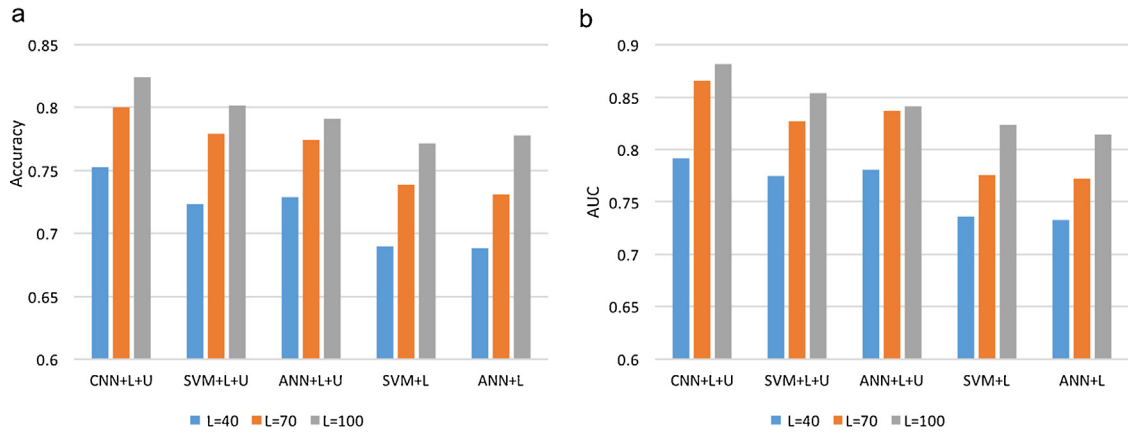 a
0.85
0.8
0.75
0.7
0.65
0.6
Accuracy
CNN+L+U SVM+L+U ANN+L+U SVM+L ANN+L
L=40 L=70 L=100
b
0.9
0.85
0.8
0.75
0.7
0.65
0.6
AUC
CNN+L+U SVM+L+U ANN+L+U SVM+L ANN+L
L=40 L=70 L=100